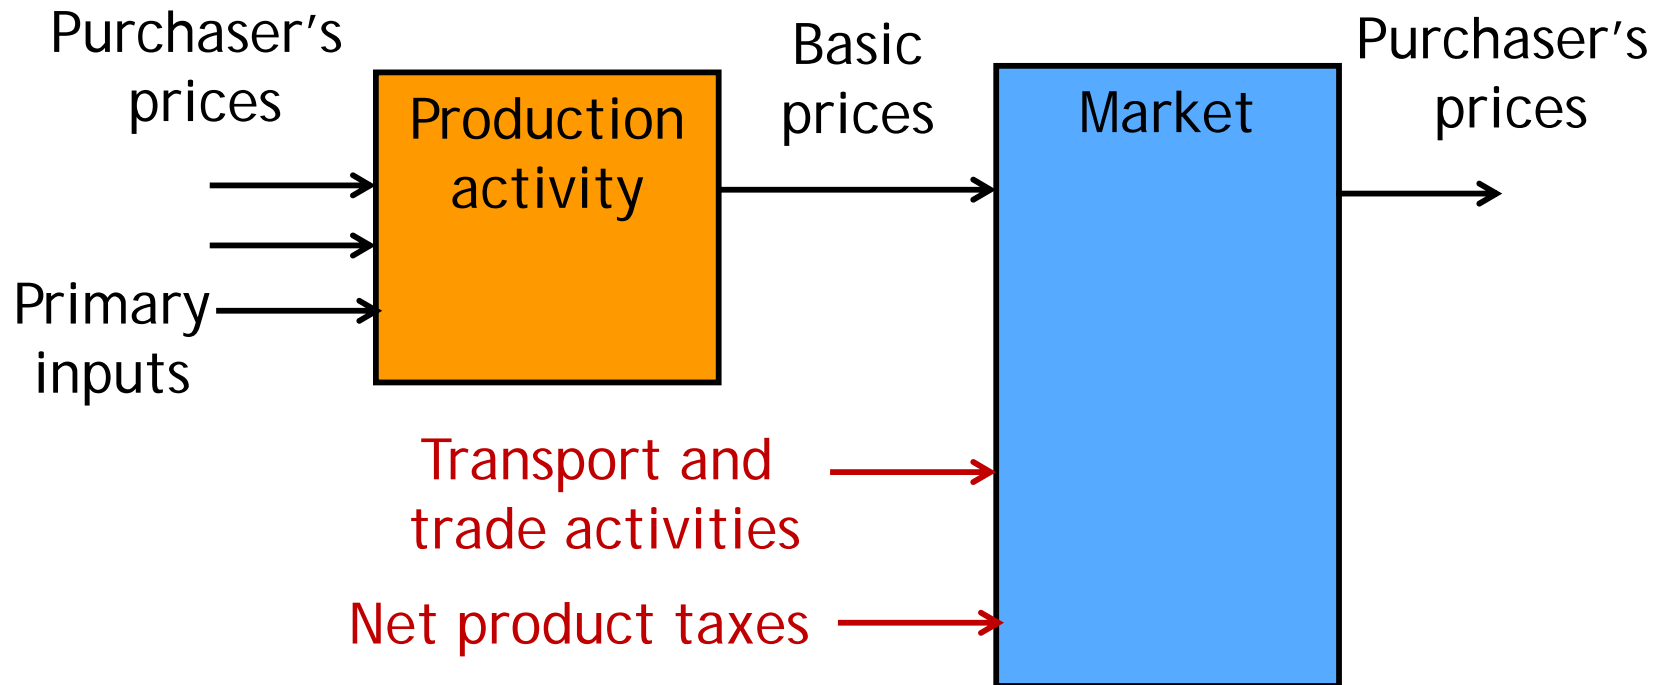 Purchaser's
prices
Production
activity
Basic
prices
Market
Purchaser's
prices
Primary
inputs
Transport and
trade activities
Net product taxes